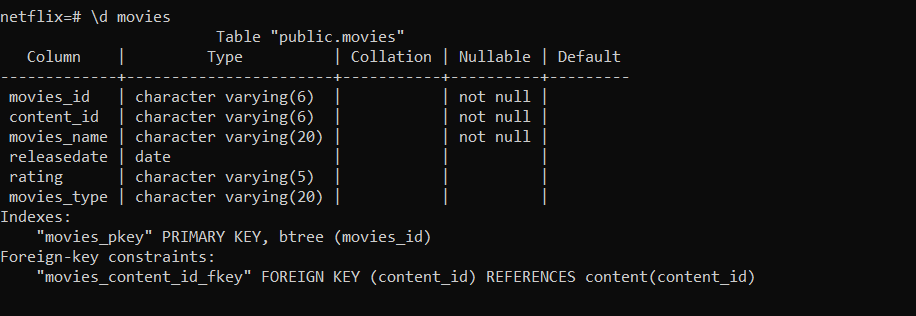 netflix=# \d movies
                        Table "public.movies"
   Column    |         Type          | Collation | Nullable | Default
-------------+-----------------------+-----------+----------+---------
 movies_id   | character varying(6)  |           | not null |
 content_id  | character varying(6)  |           | not null |
 movies_name | character varying(20) |           | not null |
 releasedate | date                  |           |          |
 rating      | character varying(5)  |           |          |
 movies_type | character varying(20) |           |          |
Indexes:
    "movies_pkey" PRIMARY KEY, btree (movies_id)
Foreign-key constraints:
    "movies_content_id_fkey" FOREIGN KEY (content_id) REFERENCES content(content_id)